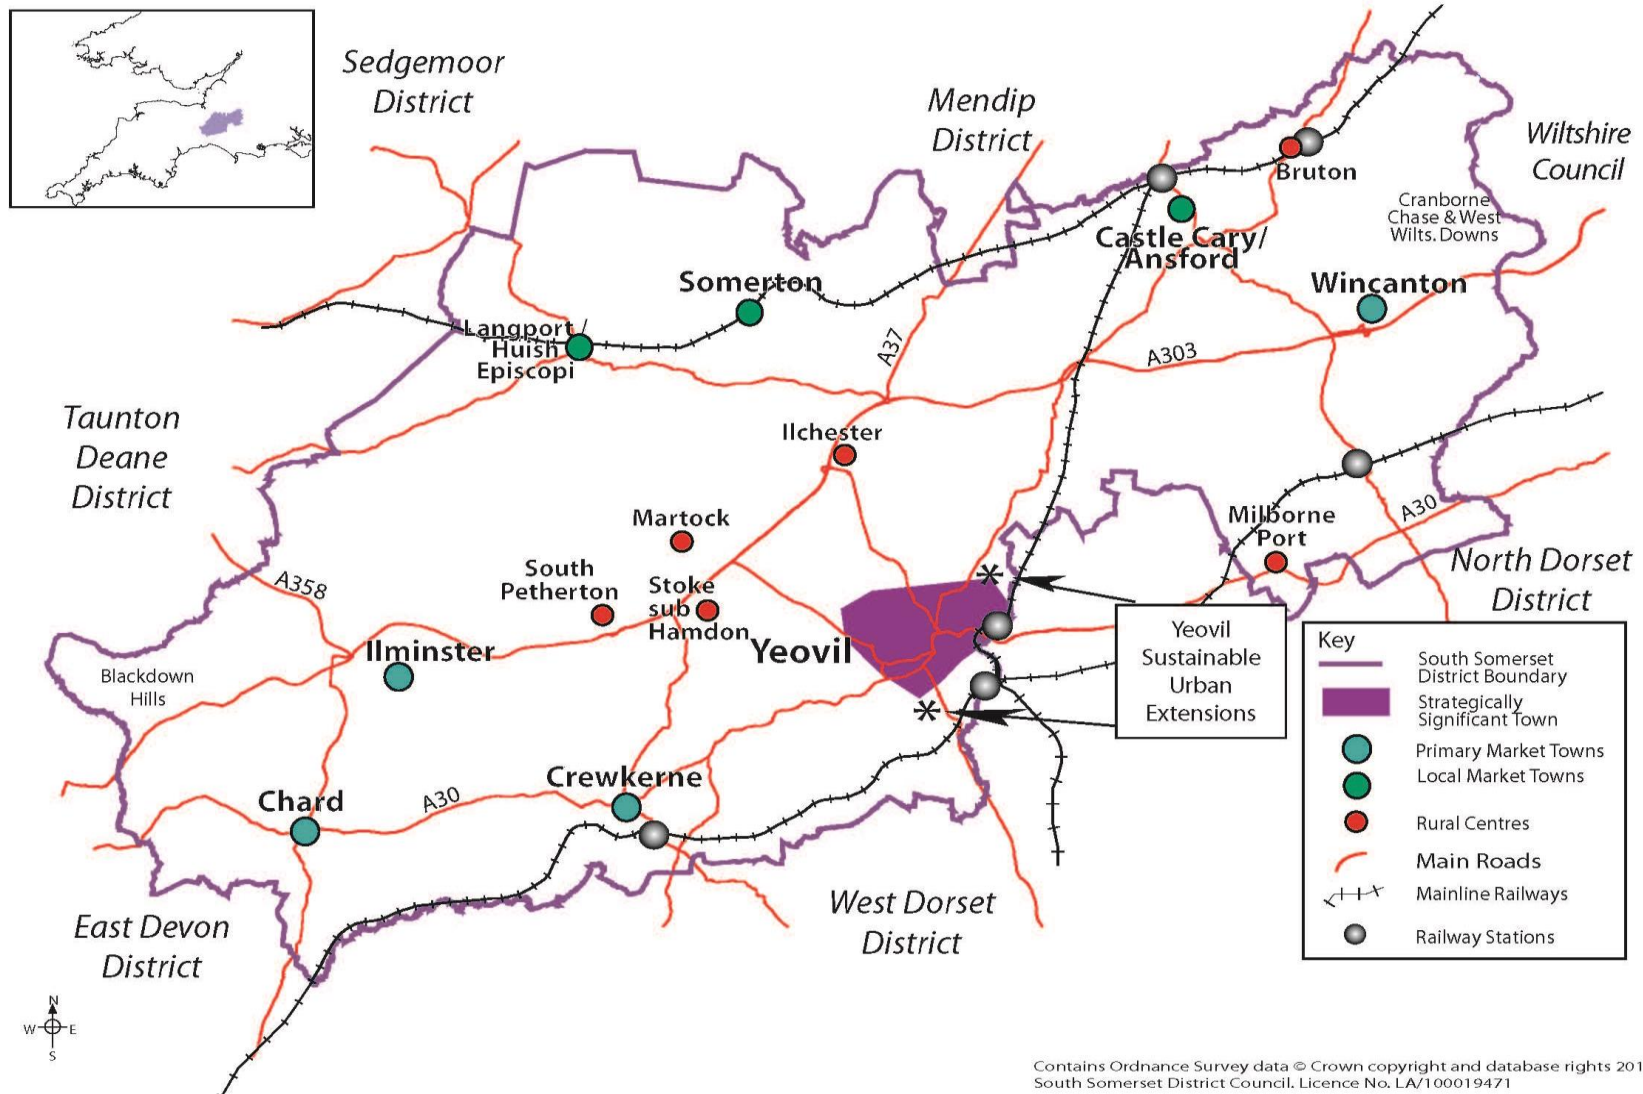 Sedgemoor
District
Mendip
District
Wiltshire
Council
Bruton
Cranborne
Chase & West
Wilts. Downs
Castle Cary/
Ansford
Somerton
Wincanton
Langport /
Huish
Episcopi
A37
A303
Taunton
Deane
District
Ilchester
Martock
Milborne
Port
A30
South
Petherton
Stoke
sub
Hamdon
A358
North Dorset
District
*
Yeovil
Ilminster
Blackdown
Hills
*
Yeovil
Sustainable
Urban
Extensions
Crewkerne
Chard
A30
West Dorset
District
East Devon
District
Key
South Somerset
District Boundary
Strategically
Significant Town
Primary Market Towns
Local Market Towns
Rural Centres
Main Roads
Mainline Railways
Railway Stations
N
W E
S
Contains Ordnance Survey data © Crown copyright and database rights 201
South Somerset District Council. Licence No. LA/100019471